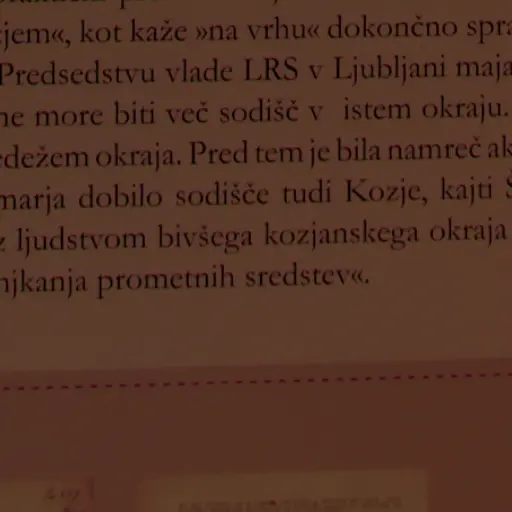 jem«, kot kaže »na vrhu« dokončno spra
Predsedstvu vlade LRS v Ljubljani maja
ne more biti več sodišč v istem okraju.
edežem okraja. Pred tem je bila namreč ak
marja dobilo sodišče tudi Kozje, kajti Š
z ljudstvom bivšega kozjanskega okraja
njkanja prometnih sredstev«.